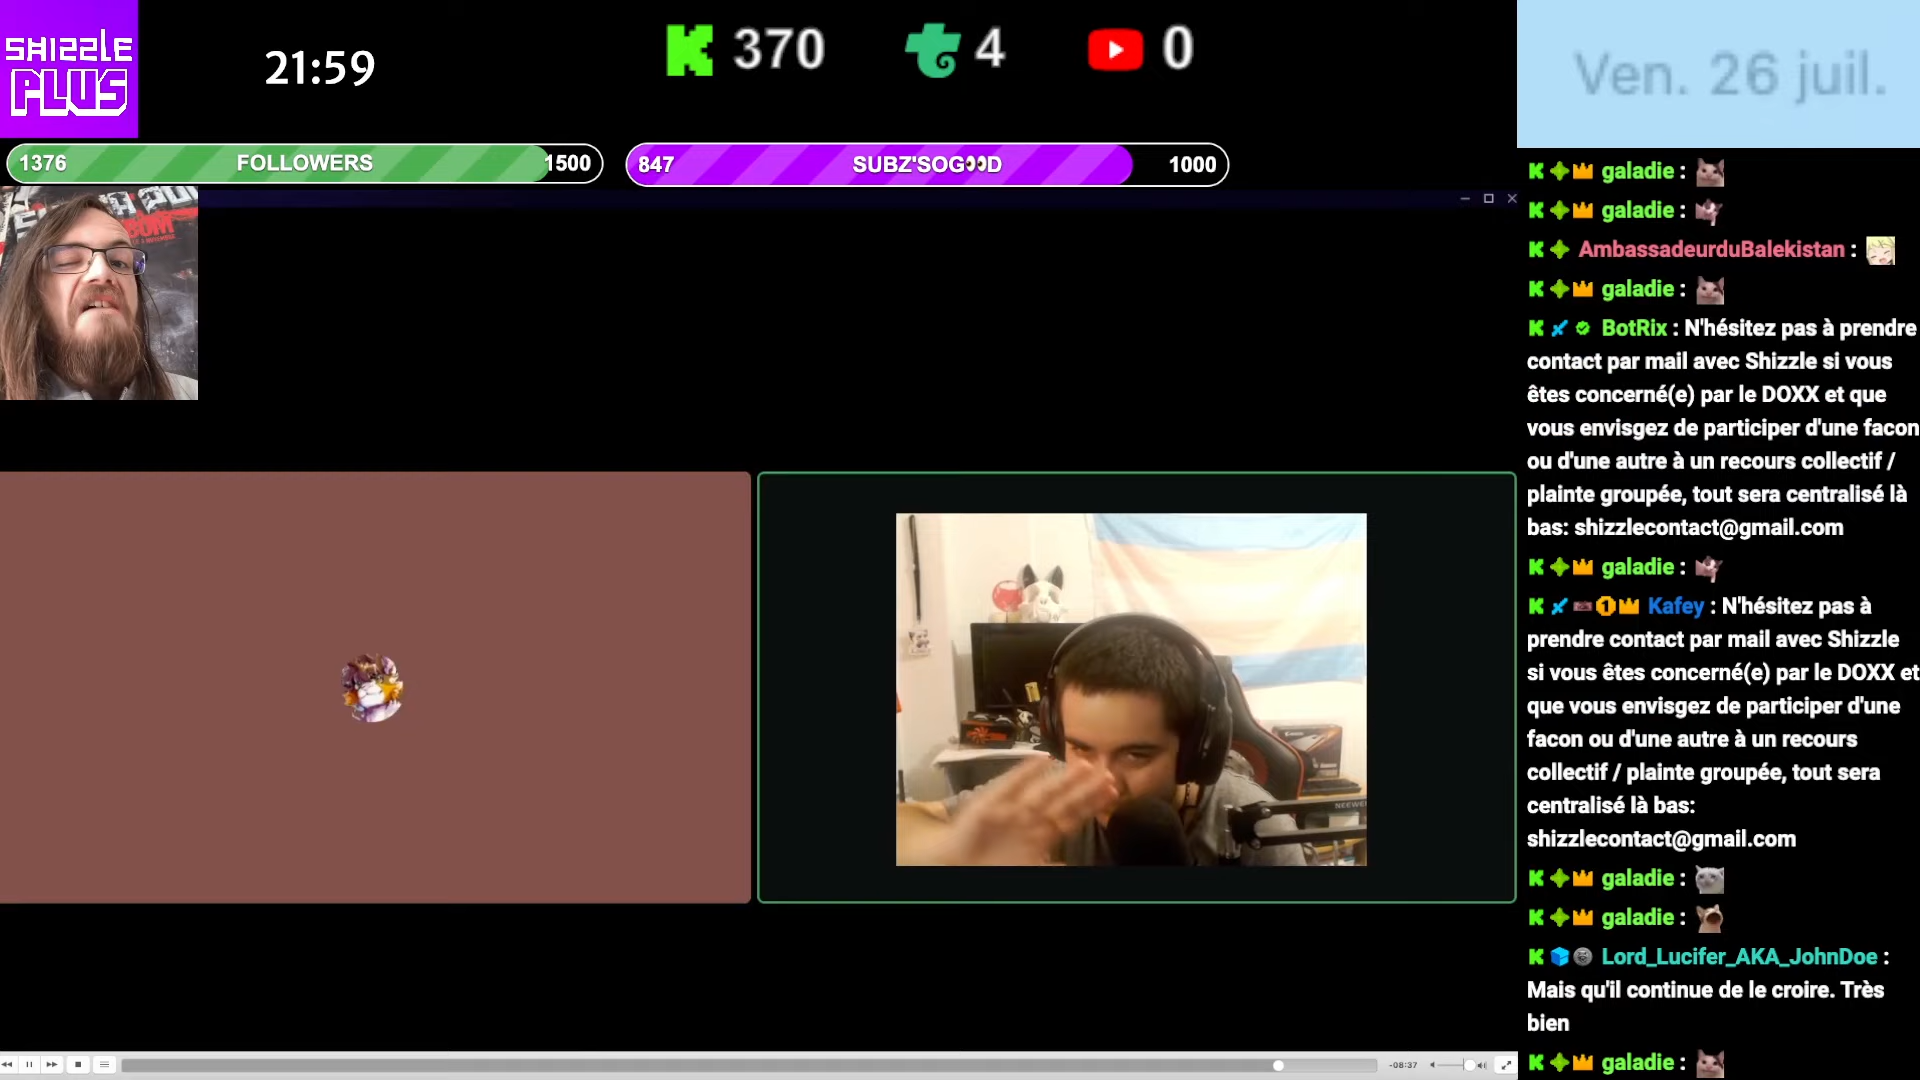 SHIZZLE
PLUS
21:59
370
4
0
Ven. 26 juil.
1376 FOLLOWERS 1500
847 SUBZ'SOG👀D 1000
galadie :
galadie :
AmbassadeurduBalekistan :
galadie :
BotRix : N'hésitez pas à prendre
contact par mail avec Shizzle si vous
êtes concerné(e) par le DOXX et que
vous envisgez de participer d'une facon
ou d'une autre à un recours collectif /
plainte groupée, tout sera centralisé là
bas: shizzlecontact@gmail.com
galadie :
Kafey : N'hésitez pas à
prendre contact par mail avec Shizzle
si vous êtes concerné(e) par le DOXX et
que vous envisgez de participer d'une
facon ou d'une autre à un recours
collectif / plainte groupée, tout sera
centralisé là bas:
shizzlecontact@gmail.com
galadie :
galadie :
Lord_Lucifer_AKA_JohnDoe :
Mais qu'il continue de le croire. Très
bien
galadie :
NEEWER
-08:37